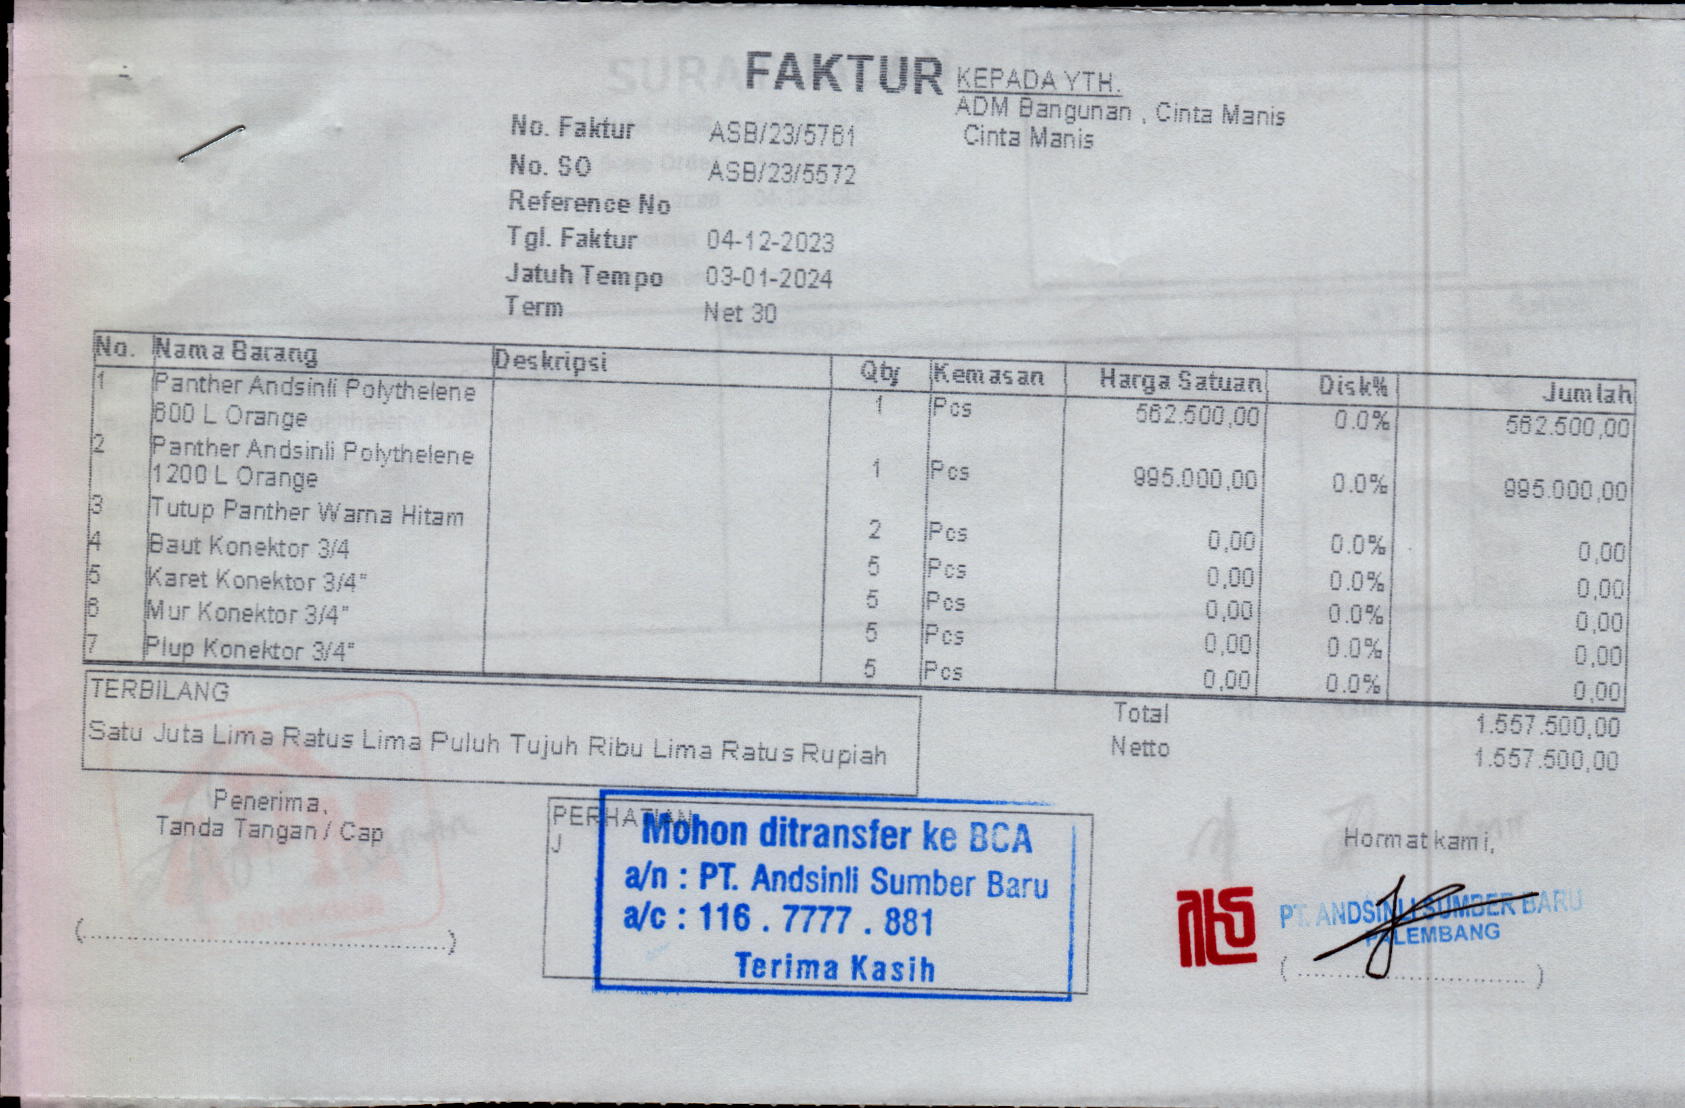 FAKTUR
KEPADA YTH.
ADM Bangunan , Cinta Manis
Cinta Manis
No. Faktur ASB/23/5761
No. SO ASB/23/5572
Reference No
Tgl. Faktur 04-12-2023
Jatuh Tempo 03-01-2024
Term Net 30
No. Nama Barang Deskripsi Qty Kemasan Harga Satuan Disk% Jumlah
1 Panther Andsinli Polythelene
600 L Orange 1 Pcs 562.500,00 0.0% 562.500,00
2 Panther Andsinli Polythelene
1200 L Orange 1 Pcs 995.000,00 0.0% 995.000,00
3 Tutup Panther Warna Hitam 2 Pcs 0,00 0.0% 0,00
4 Baut Konektor 3/4 5 Pcs 0,00 0.0% 0,00
5 Karet Konektor 3/4" 5 Pcs 0,00 0.0% 0,00
6 Mur Konektor 3/4" 5 Pcs 0,00 0.0% 0,00
7 Plup Konektor 3/4" 5 Pcs 0,00 0.0% 0,00
TERBILANG
Satu Juta Lima Ratus Lima Puluh Tujuh Ribu Lima Ratus Rupiah
Total 1.557.500,00
Netto 1.557.500,00
Penerima,
Tanda Tangan / Cap
(..................................................)
PERHATIAN
J
Mohon ditransfer ke BCA
a/n : PT. Andsinli Sumber Baru
a/c : 116 . 7777 . 881
Terima Kasih
Hormat kami,
PT. ANDSINLI SUMBER BARU
PALEMBANG
( ................................ )